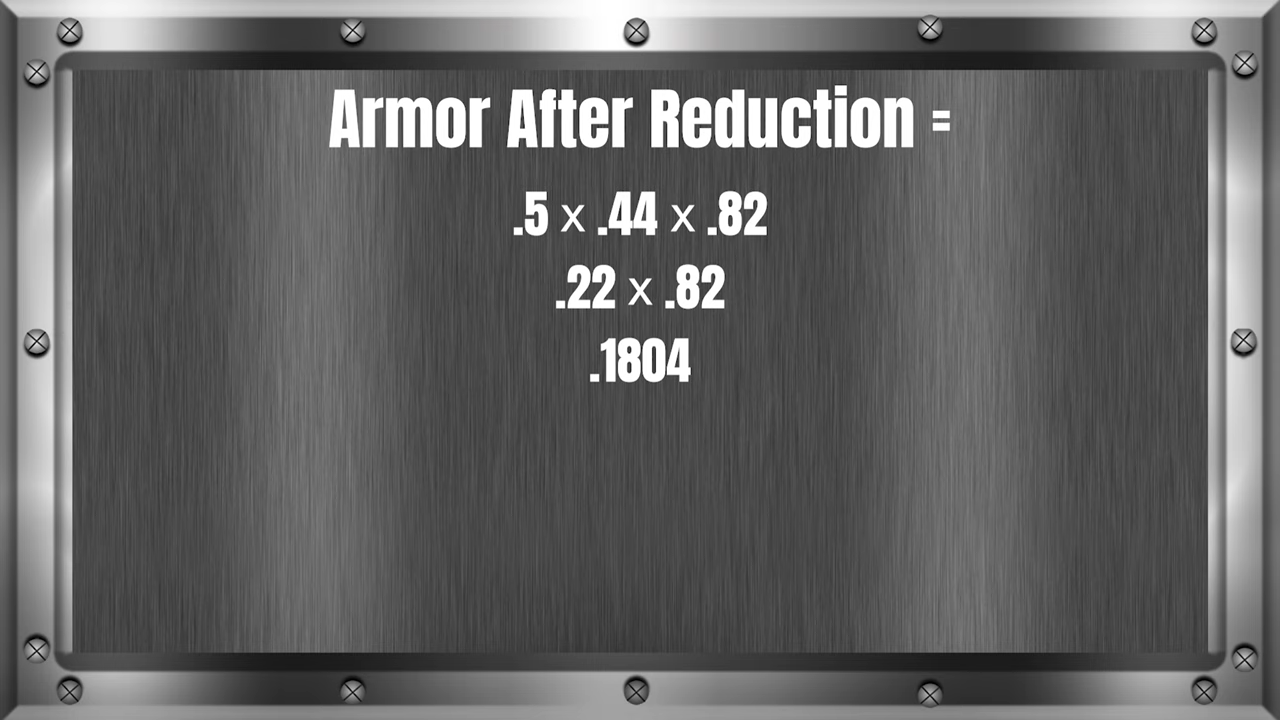 Armor After Reduction =
.5 x .44 x .82
.22 x .82
.1804